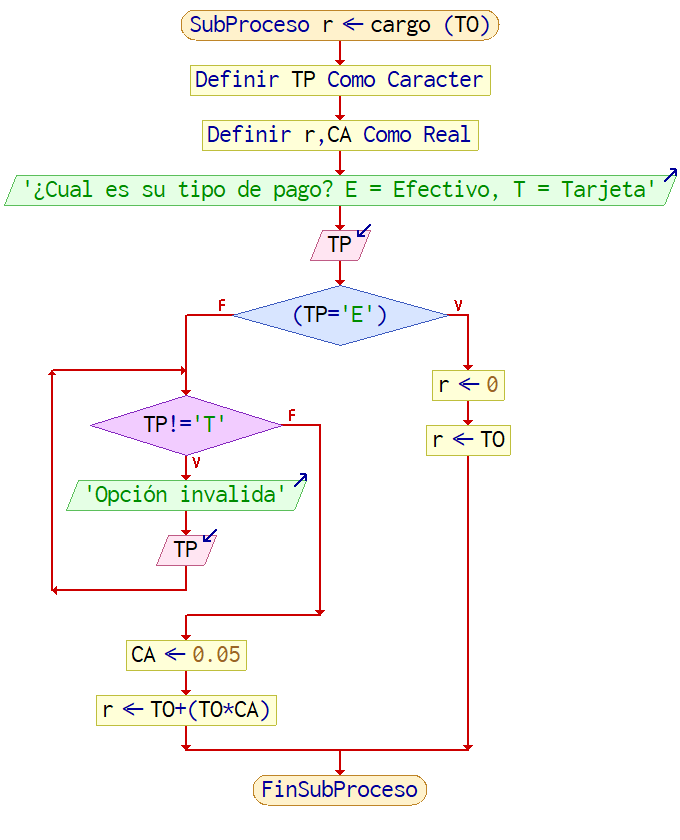 SubProceso r ← cargo (TO)
Definir TP Como Caracter
Definir r,CA Como Real
'¿Cual es su tipo de pago? E = Efectivo, T = Tarjeta'
TP
(TP='E')
F
V
r ← 0
r ← TO
TP!='T'
F
V
'Opción invalida'
TP
CA ← 0.05
r ← TO+(TO*CA)
FinSubProceso